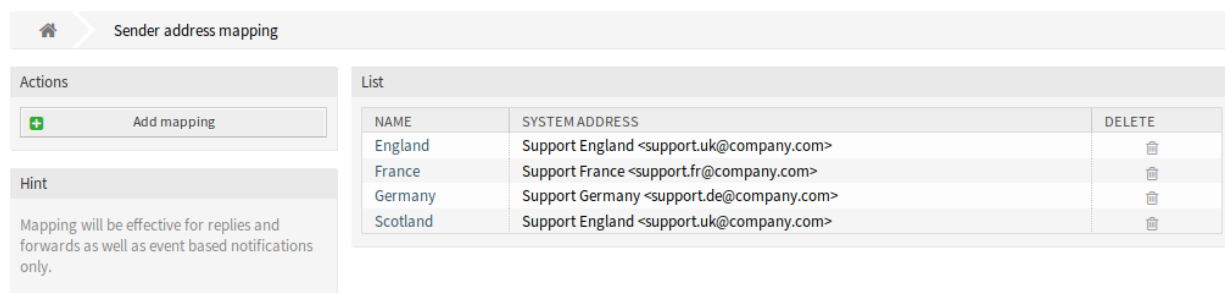 Sender address mapping
Actions
Add mapping
Hint
Mapping will be effective for replies and
forwards as well as event based notifications
only.
List
NAME SYSTEM ADDRESS DELETE
England Support England <support.uk@company.com>
France Support France <support.fr@company.com>
Germany Support Germany <support.de@company.com>
Scotland Support England <support.uk@company.com>